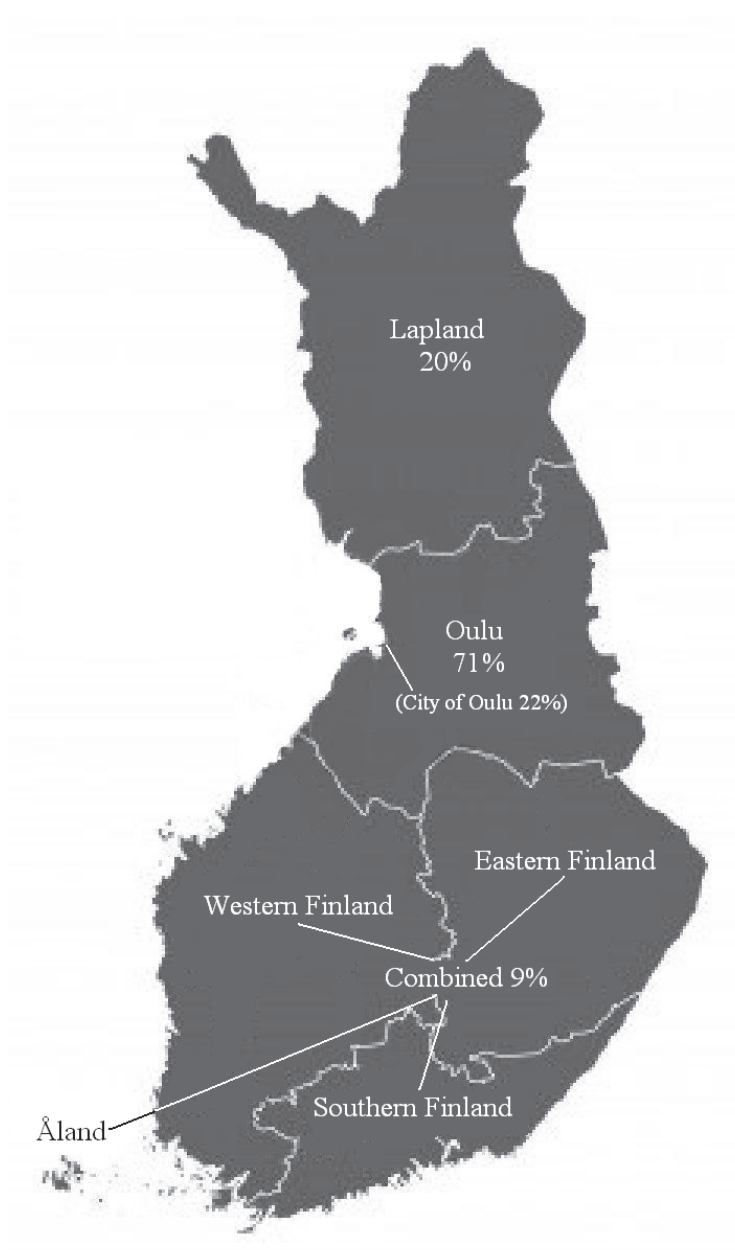 Lapland
20%
Oulu
71%
(City of Oulu 22%)
Eastern Finland
Western Finland
Combined 9%
Southern Finland
Åland